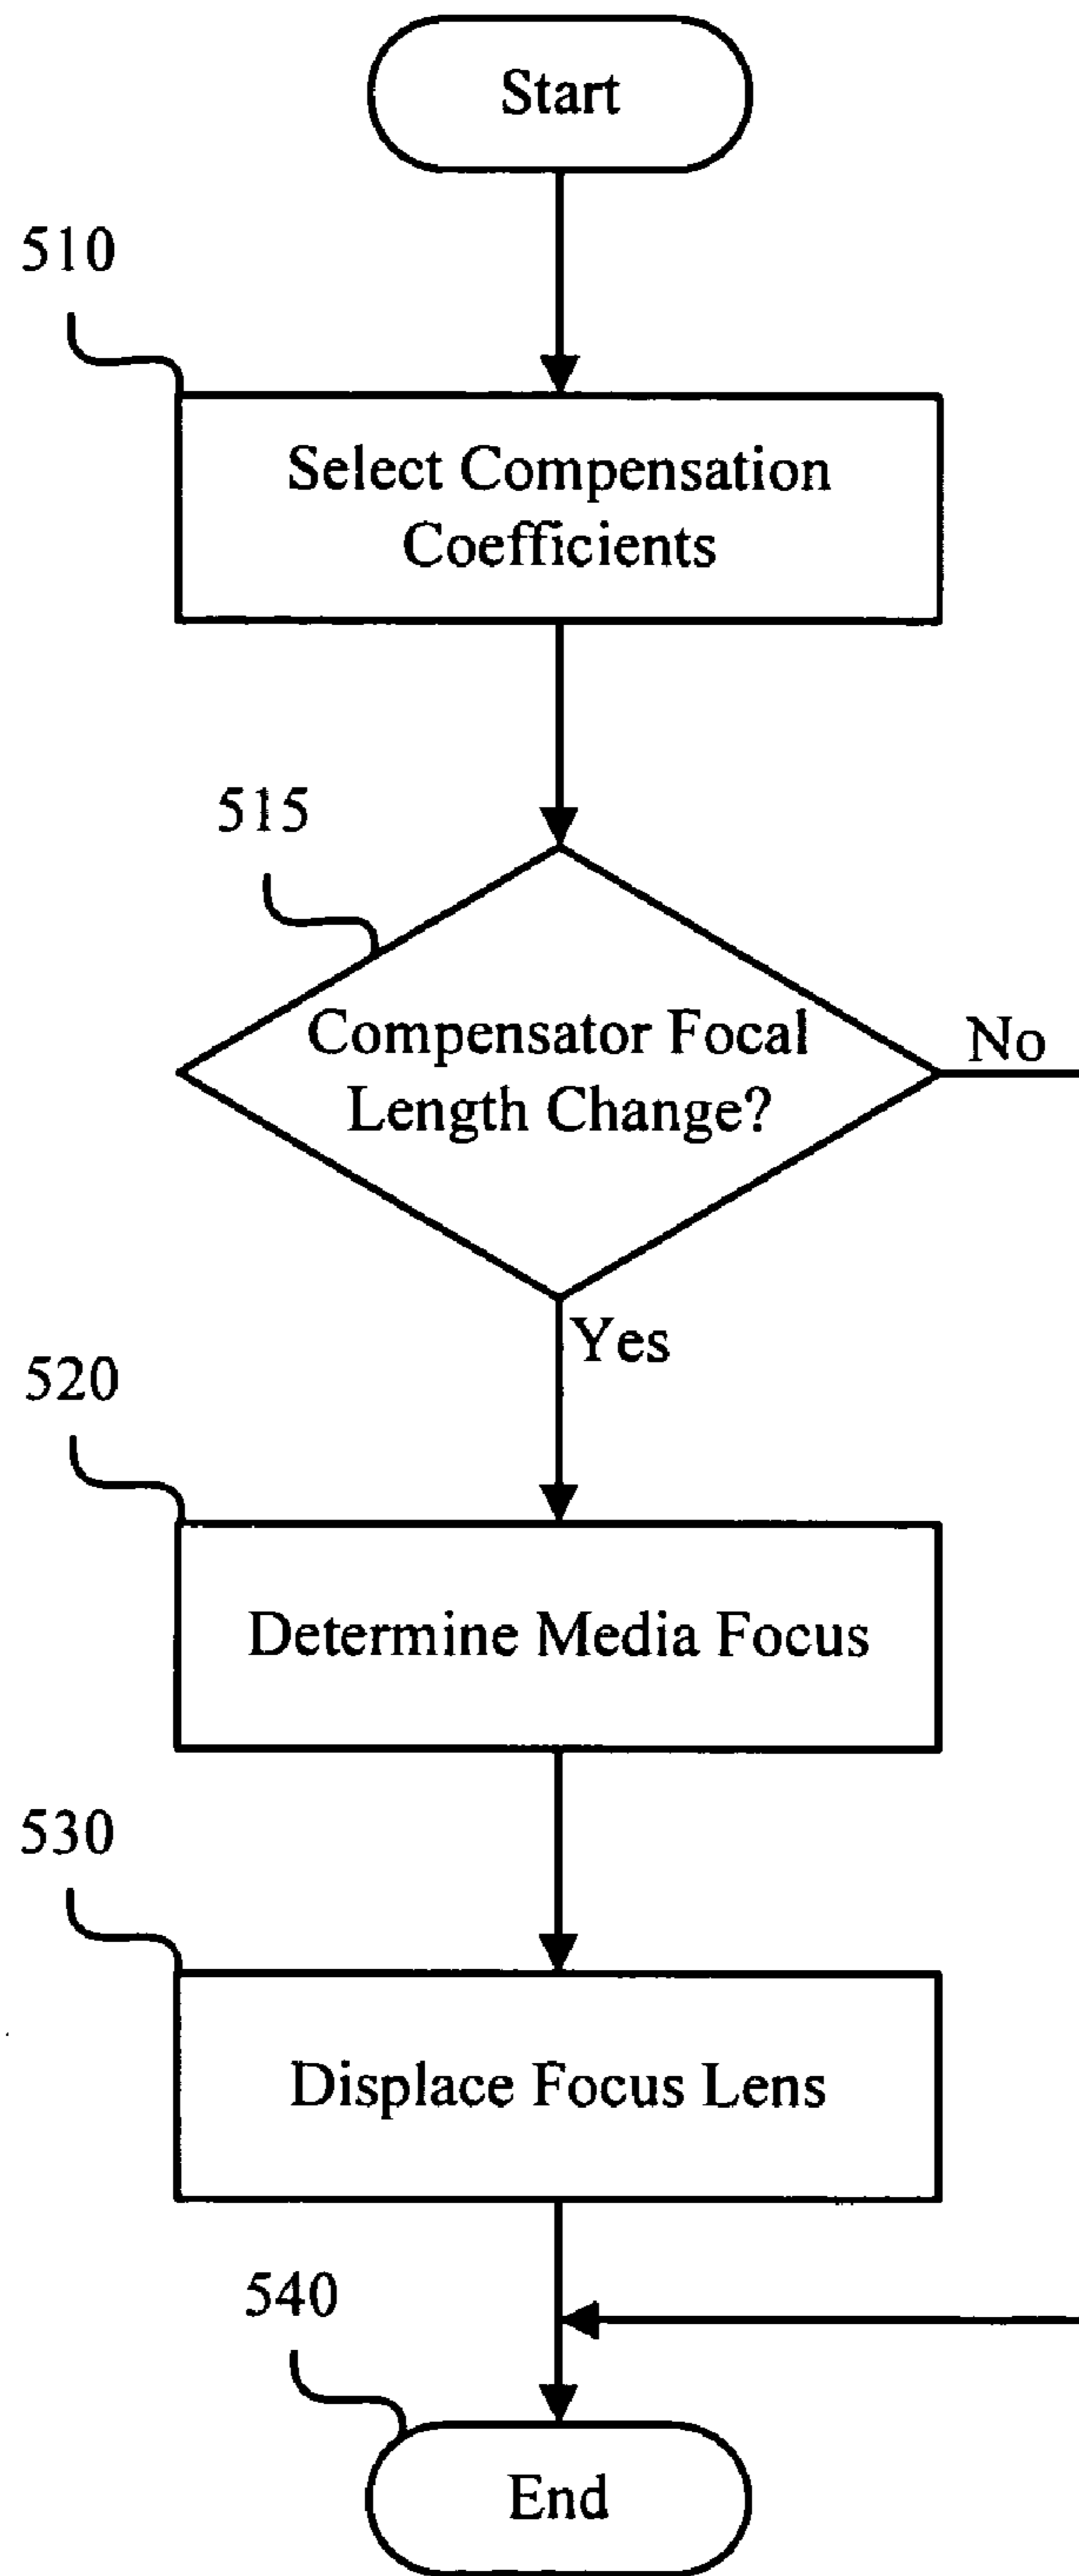 Start
510
Select Compensation
Coefficients
515
Compensator Focal
Length Change?
No
Yes
520
Determine Media Focus
530
Displace Focus Lens
540
End